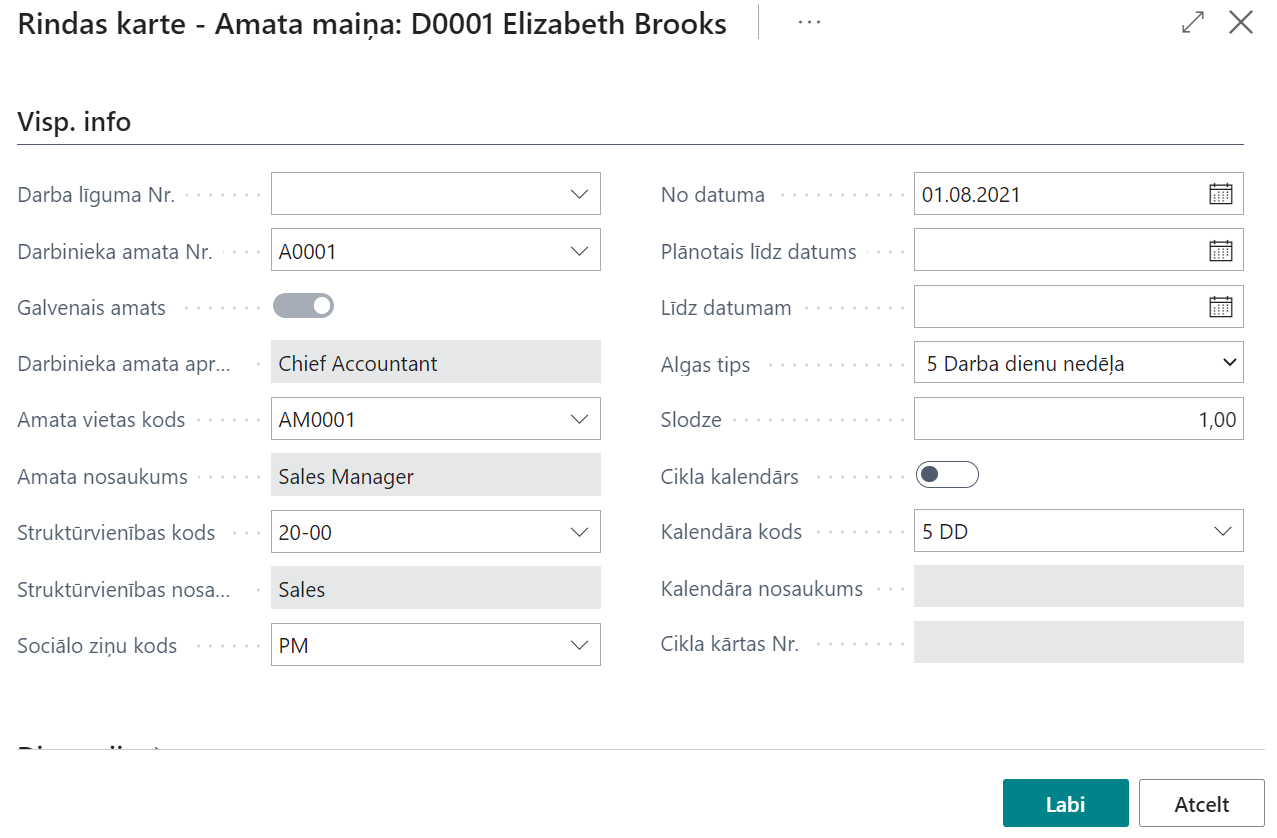 Rindas karte - Amata maiņa: D0001 Elizabeth Brooks
Visp. info
Darba līguma Nr.
Darbinieka amata Nr. A0001
Galvenais amats
Darbinieka amata apr... Chief Accountant
Amata vietas kods AM0001
Amata nosaukums Sales Manager
Struktūrvienības kods 20-00
Struktūrvienības nosa... Sales
Sociālo ziņu kods PM
No datuma 01.08.2021
Plānotais līdz datums
Līdz datumam
Algas tips 5 Darba dienu nedēļa
Slodze 1,00
Cikla kalendārs
Kalendāra kods 5 DD
Kalendāra nosaukums
Cikla kārtas Nr.
Labi Atcelt